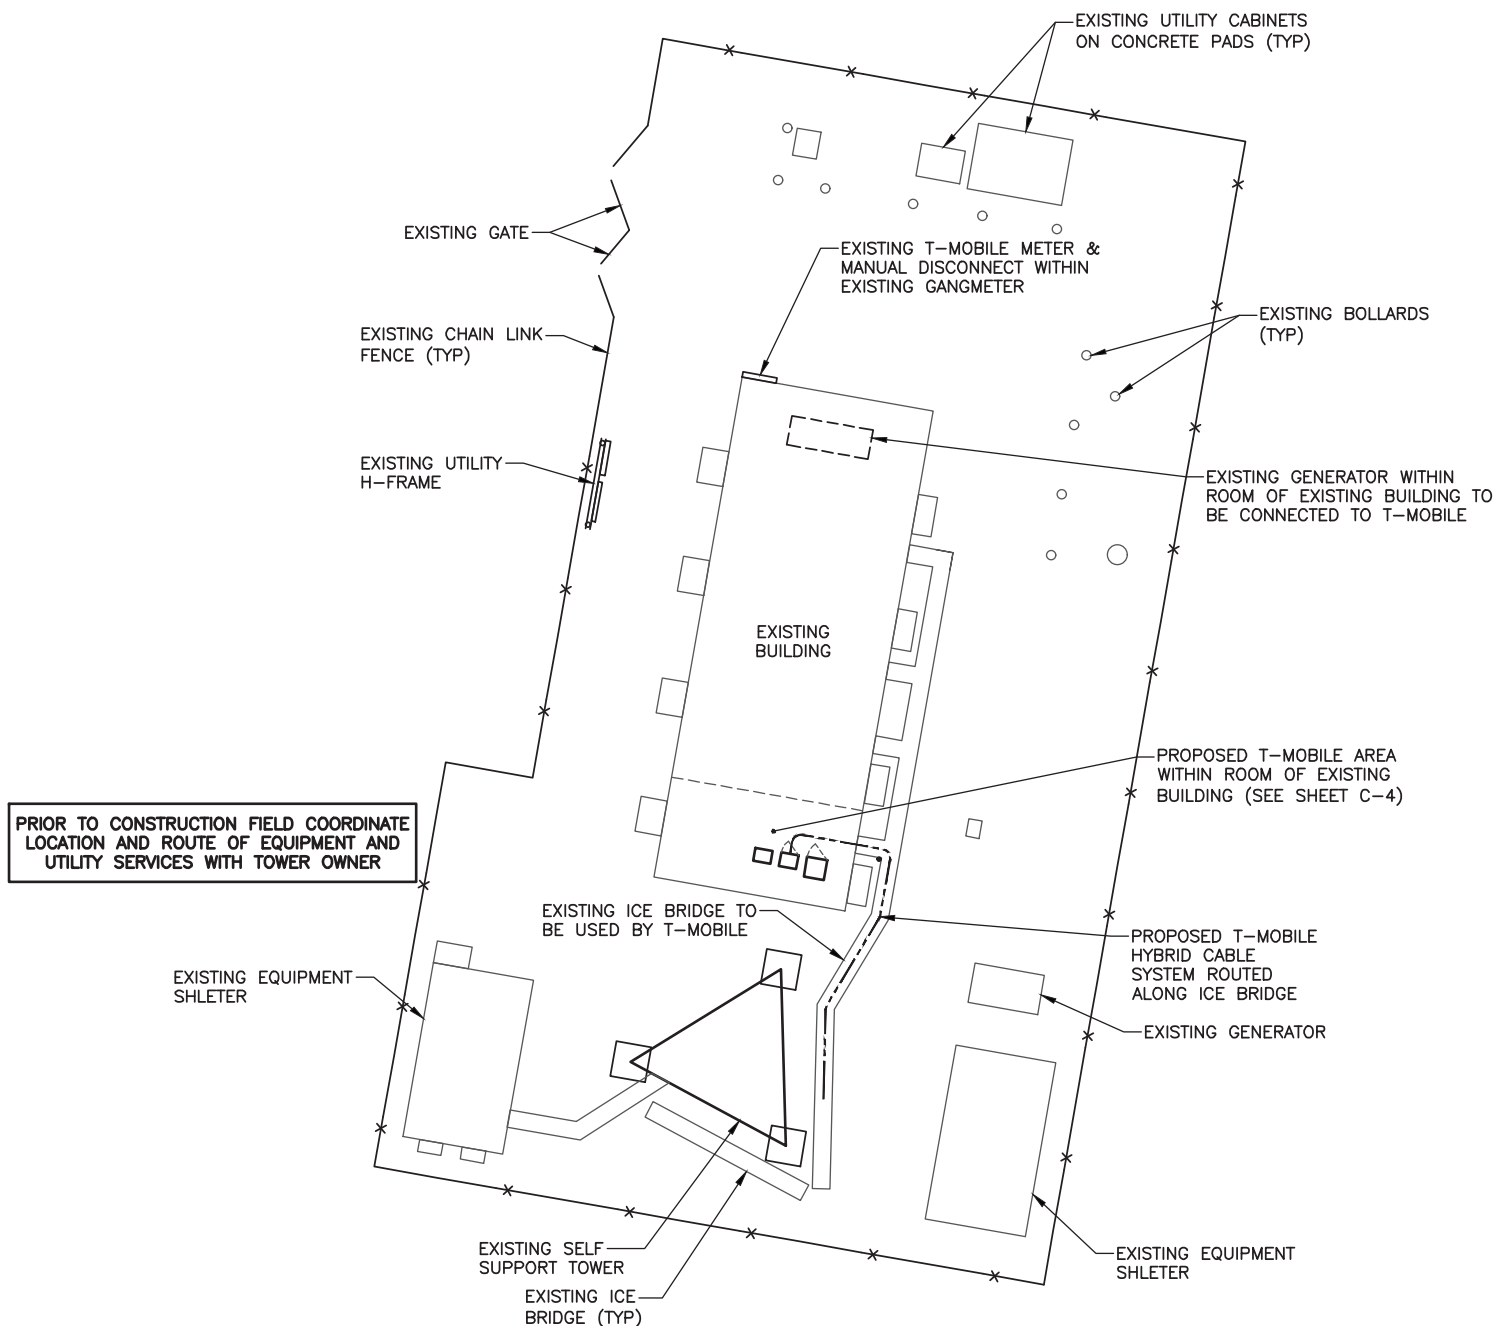 EXISTING UTILITY CABINETS
ON CONCRETE PADS (TYP)
EXISTING GATE
EXISTING T-MOBILE METER &
MANUAL DISCONNECT WITHIN
EXISTING GANGMETER
EXISTING CHAIN LINK
FENCE (TYP)
EXISTING BOLLARDS
(TYP)
EXISTING UTILITY
H-FRAME
EXISTING GENERATOR WITHIN
ROOM OF EXISTING BUILDING TO
BE CONNECTED TO T-MOBILE
EXISTING
BUILDING
PROPOSED T-MOBILE AREA
WITHIN ROOM OF EXISTING
BUILDING (SEE SHEET C-4)
PRIOR TO CONSTRUCTION FIELD COORDINATE
LOCATION AND ROUTE OF EQUIPMENT AND
UTILITY SERVICES WITH TOWER OWNER
EXISTING ICE BRIDGE TO
BE USED BY T-MOBILE
PROPOSED T-MOBILE
HYBRID CABLE
SYSTEM ROUTED
ALONG ICE BRIDGE
EXISTING EQUIPMENT
SHLETER
EXISTING GENERATOR
EXISTING SELF
SUPPORT TOWER
EXISTING EQUIPMENT
SHLETER
EXISTING ICE
BRIDGE (TYP)